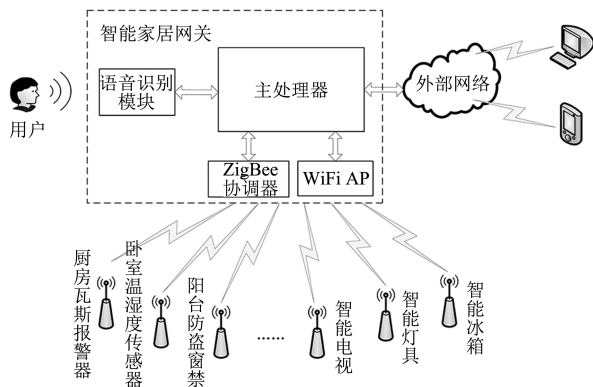 智能家居网关
语音识别
模块
主处理器
外部网络
用户
ZigBee
协调器
WiFi AP
厨房瓦斯报警器
卧室温湿度传感器
阳台防盗窗禁
……
智能电视
智能灯具
智能冰箱